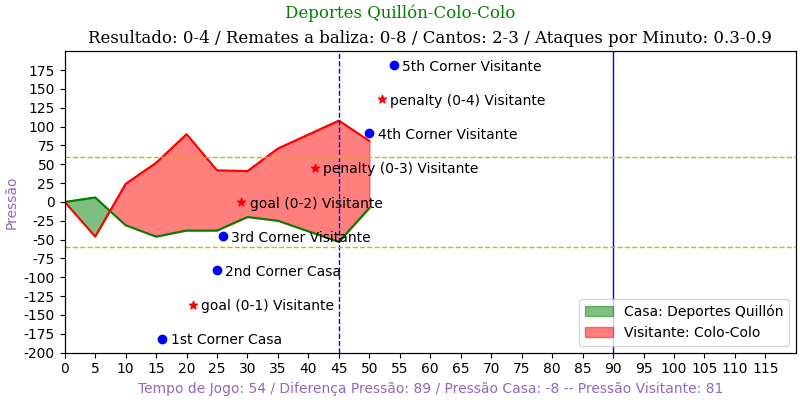 Deportes Quillón-Colo-Colo
Resultado: 0-4 / Remates a baliza: 0-8 / Cantos: 2-3 / Ataques por Minuto: 0.3-0.9
Pressão
175
150
125
100
75
50
25
0
-25
-50
-75
-100
-125
-150
-175
-200
5th Corner Visitante
penalty (0-4) Visitante
4th Corner Visitante
penalty (0-3) Visitante
goal (0-2) Visitante
3rd Corner Visitante
2nd Corner Casa
goal (0-1) Visitante
1st Corner Casa
Casa: Deportes Quillón
Visitante: Colo-Colo
0 5 10 15 20 25 30 35 40 45 50 55 60 65 70 75 80 85 90 95 100 105 110 115
Tempo de Jogo: 54 / Diferença Pressão: 89 / Pressão Casa: -8 -- Pressão Visitante: 81